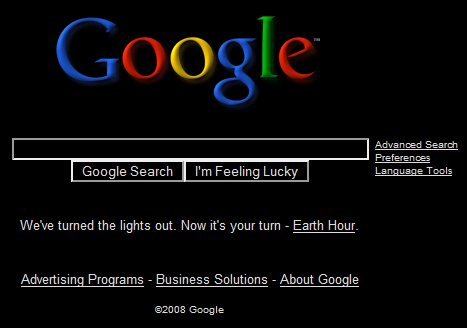 Google™
Advanced Search
Preferences
Language Tools
Google Search I'm Feeling Lucky
We've turned the lights out. Now it's your turn - Earth Hour.
Advertising Programs - Business Solutions - About Google
©2008 Google